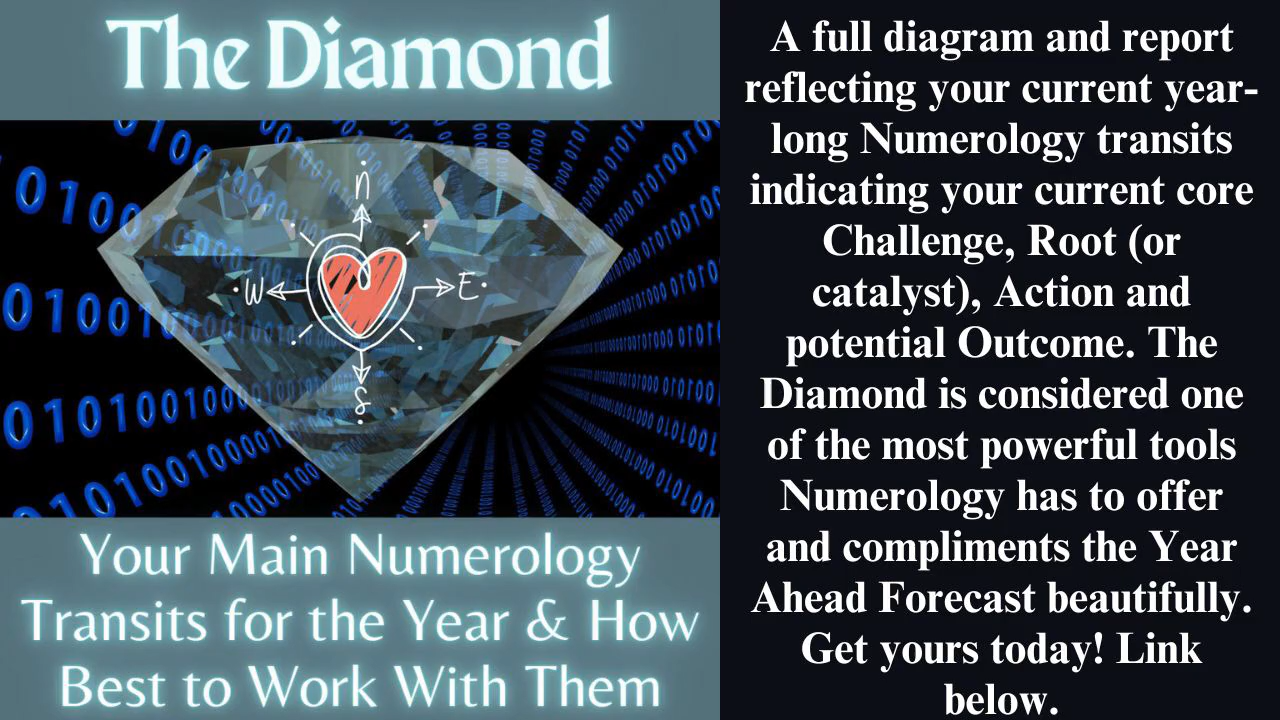 The Diamond
n
W
E
s
Your Main Numerology
Transits for the Year & How
Best to Work With Them
A full diagram and report
reflecting your current year-
long Numerology transits
indicating your current core
Challenge, Root (or
catalyst), Action and
potential Outcome. The
Diamond is considered one
of the most powerful tools
Numerology has to offer
and compliments the Year
Ahead Forecast beautifully.
Get yours today! Link
below.